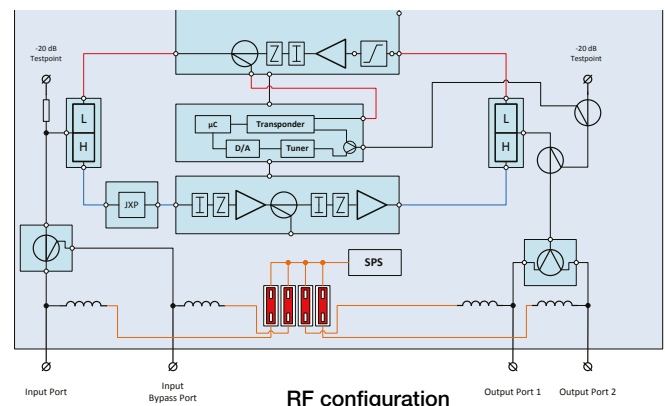 -20 dB
Testpoint
-20 dB
Testpoint
Z I
L
H
µC
Transponder
D/A
Tuner
L
H
JXP
I Z
I Z
SPS
Input Port
Input
Bypass Port
RF configuration
Output Port 1
Output Port 2